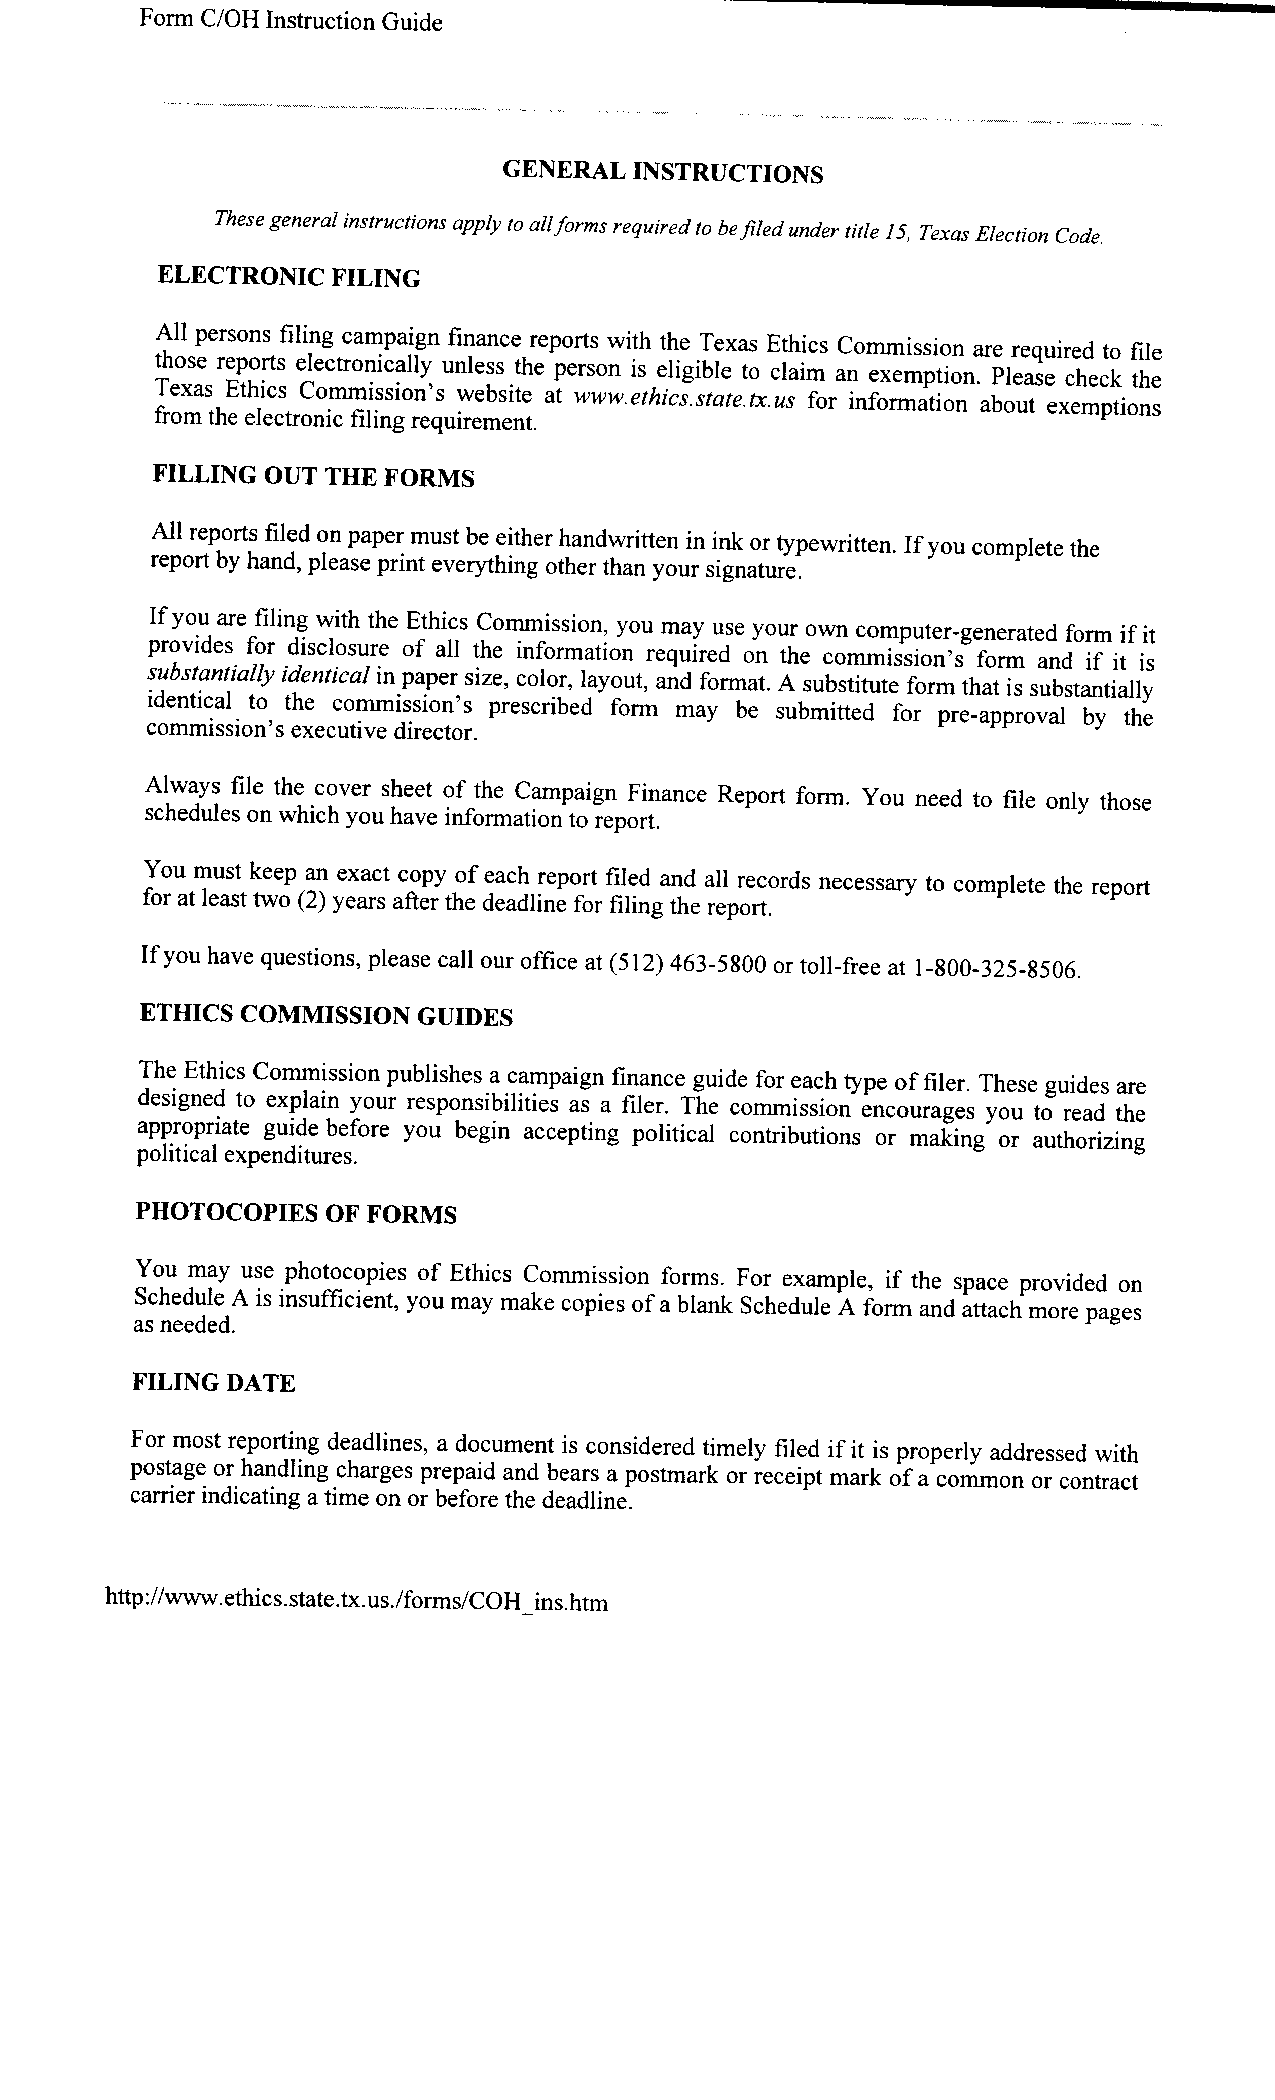 Form C/OH Instruction Guide
GENERAL INSTRUCTIONS
These general instructions apply to all forms required to be filed under title 15, Texas Election Code.
ELECTRONIC FILING
All persons filing campaign finance reports with the Texas Ethics Commission are required to file
those reports electronically unless the person is eligible to claim an exemption. Please check the
Texas Ethics Commission's website at www.ethics.state.tx.us for information about exemptions
from the electronic filing requirement.
FILLING OUT THE FORMS
All reports filed on paper must be either handwritten in ink or typewritten. If you complete the
report by hand, please print everything other than your signature.
If you are filing with the Ethics Commission, you may use your own computer-generated form if it
provides for disclosure of all the information required on the commission's form and if it is
substantially identical in paper size, color, layout, and format. A substitute form that is substantially
identical to the commission's prescribed form may be submitted for pre-approval by the
commission's executive director.
Always file the cover sheet of the Campaign Finance Report form. You need to file only those
schedules on which you have information to report.
You must keep an exact copy of each report filed and all records necessary to complete the report
for at least two (2) years after the deadline for filing the report.
If you have questions, please call our office at (512) 463-5800 or toll-free at 1-800-325-8506.
ETHICS COMMISSION GUIDES
The Ethics Commission publishes a campaign finance guide for each type of filer. These guides are
designed to explain your responsibilities as a filer. The commission encourages you to read the
appropriate guide before you begin accepting political contributions or making or authorizing
political expenditures.
PHOTOCOPIES OF FORMS
You may use photocopies of Ethics Commission forms. For example, if the space provided on
Schedule A is insufficient, you may make copies of a blank Schedule A form and attach more pages
as needed.
FILING DATE
For most reporting deadlines, a document is considered timely filed if it is properly addressed with
postage or handling charges prepaid and bears a postmark or receipt mark of a common or contract
carrier indicating a time on or before the deadline.
http://www.ethics.state.tx.us./forms/COH_ins.htm